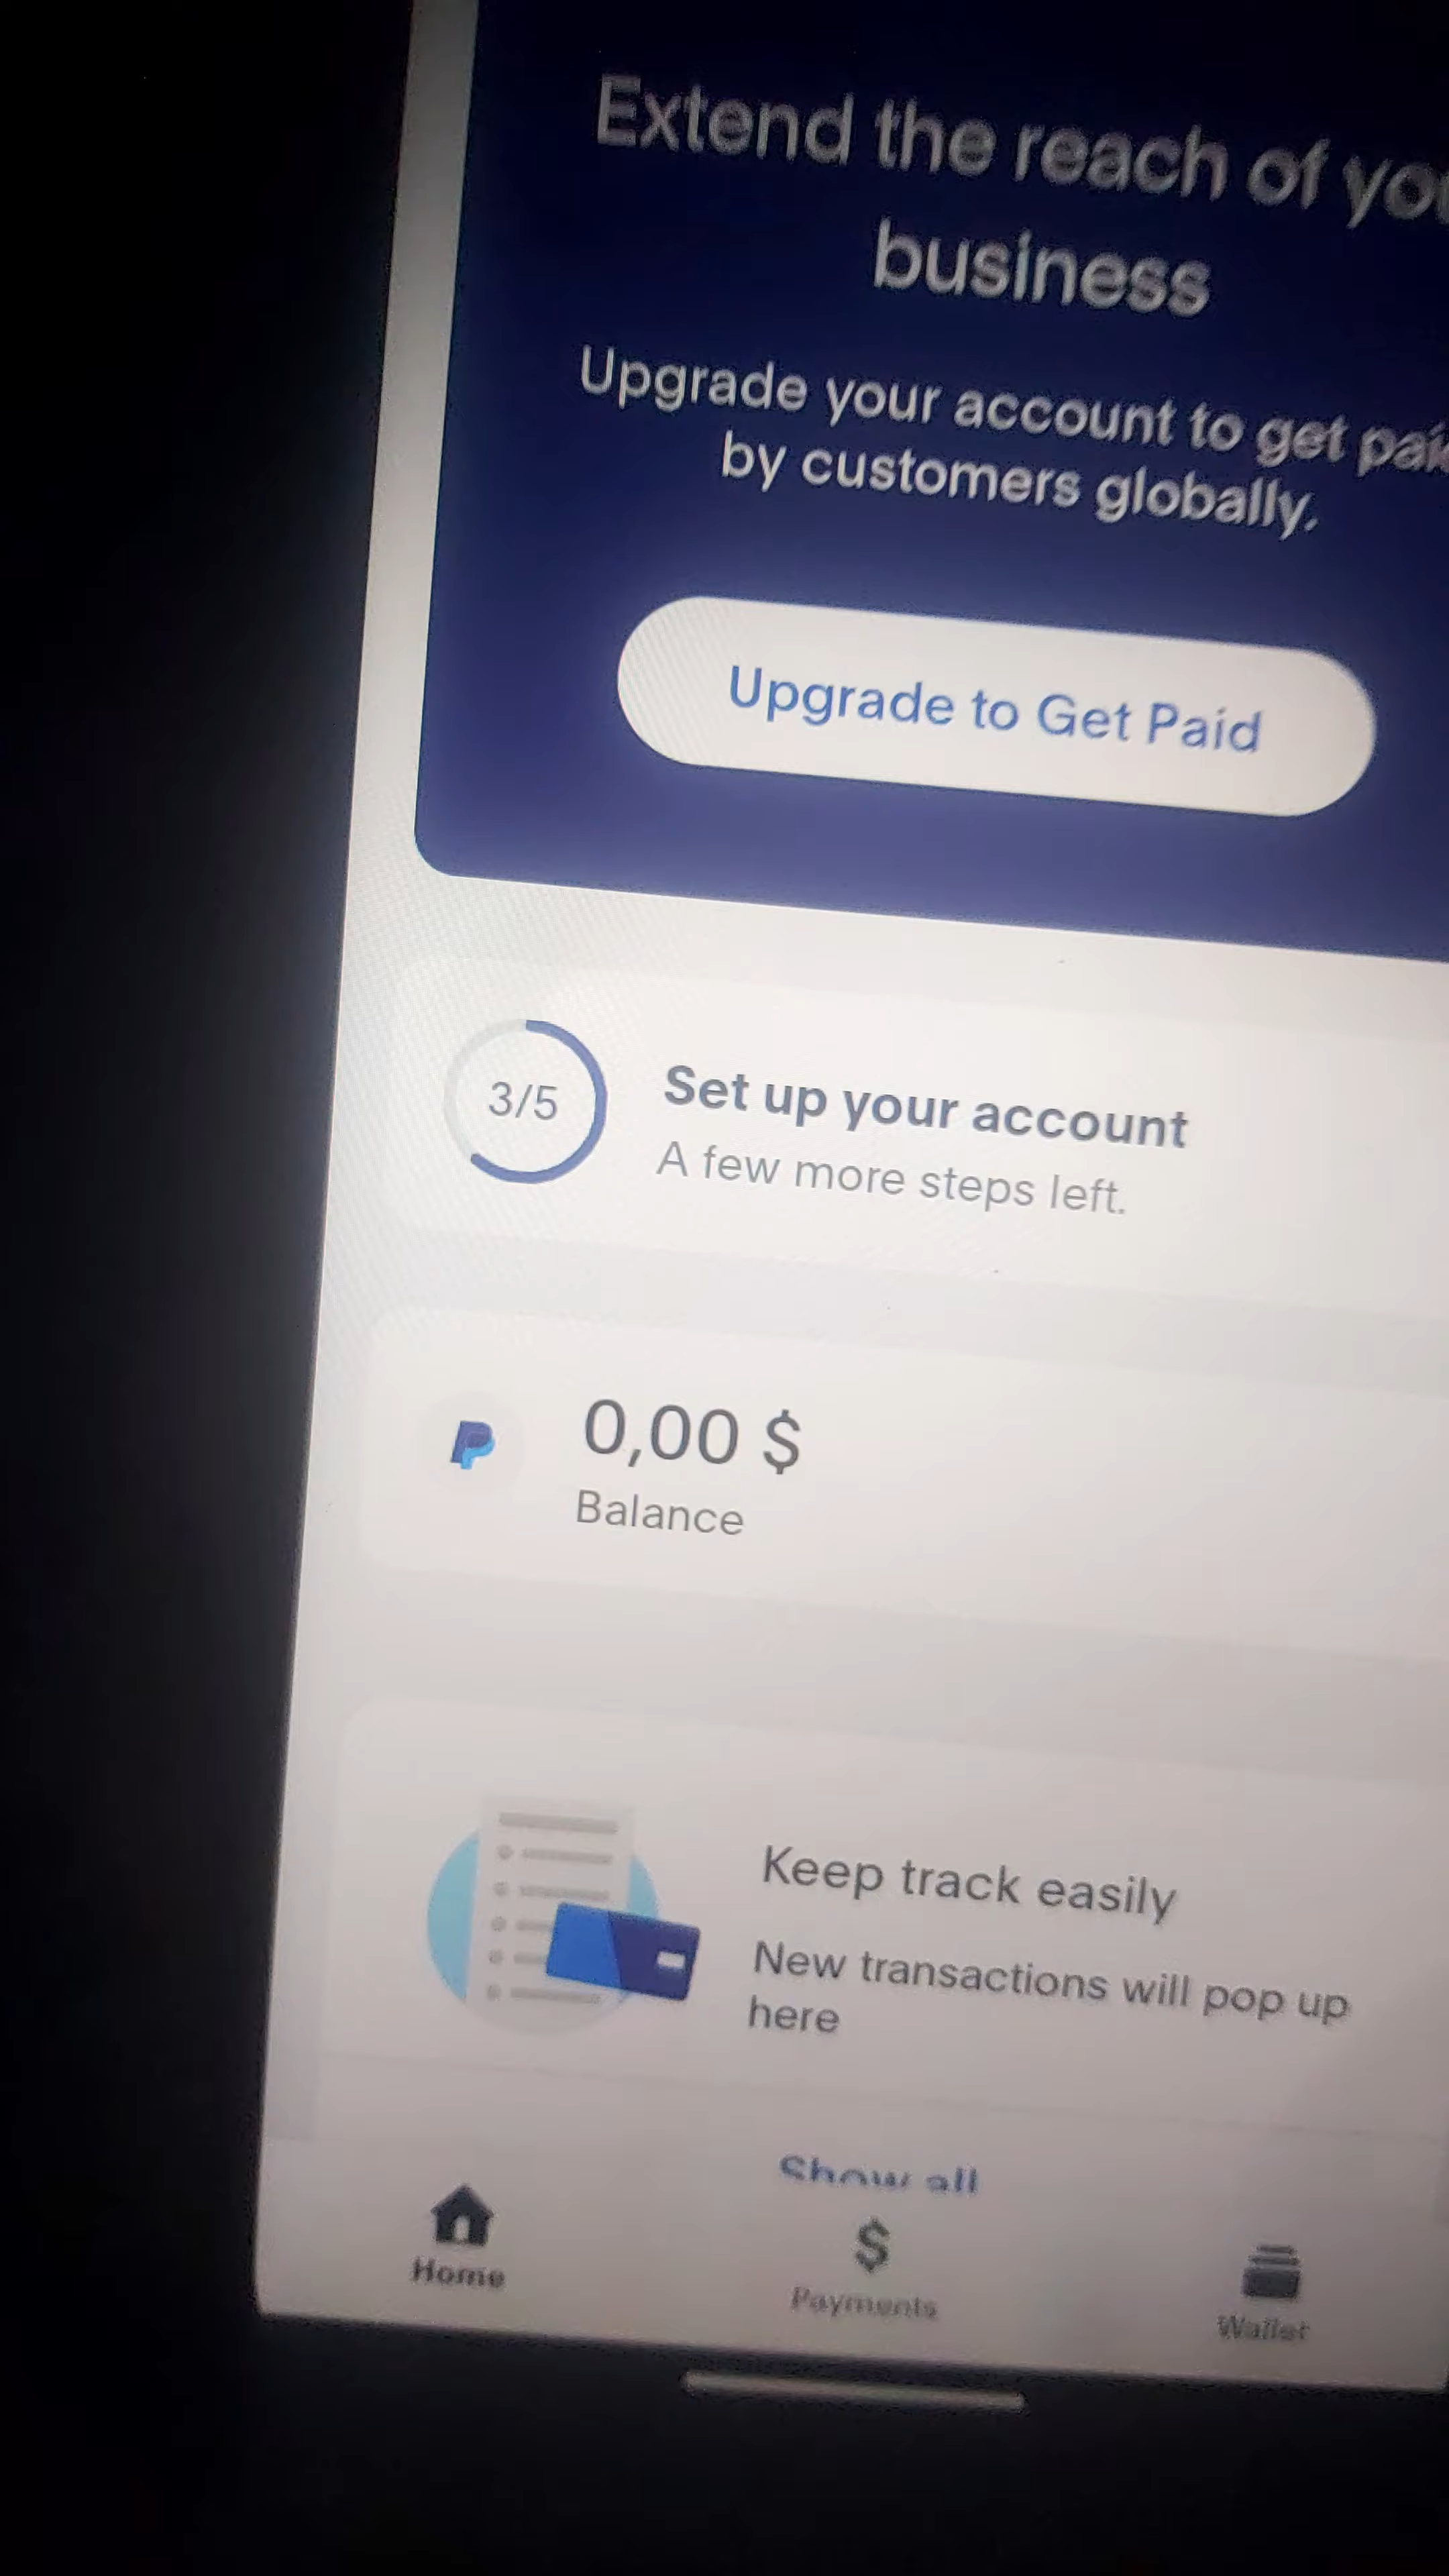 Extend the reach of
business
Upgrade your account to get
by customers globally.
Upgrade to Get Paid
3/5
Set up your account
A few more steps left.
0,00 $
Balance
Keep track easily
New transactions will pop up
here
Show all
Home
Payments
Wallet